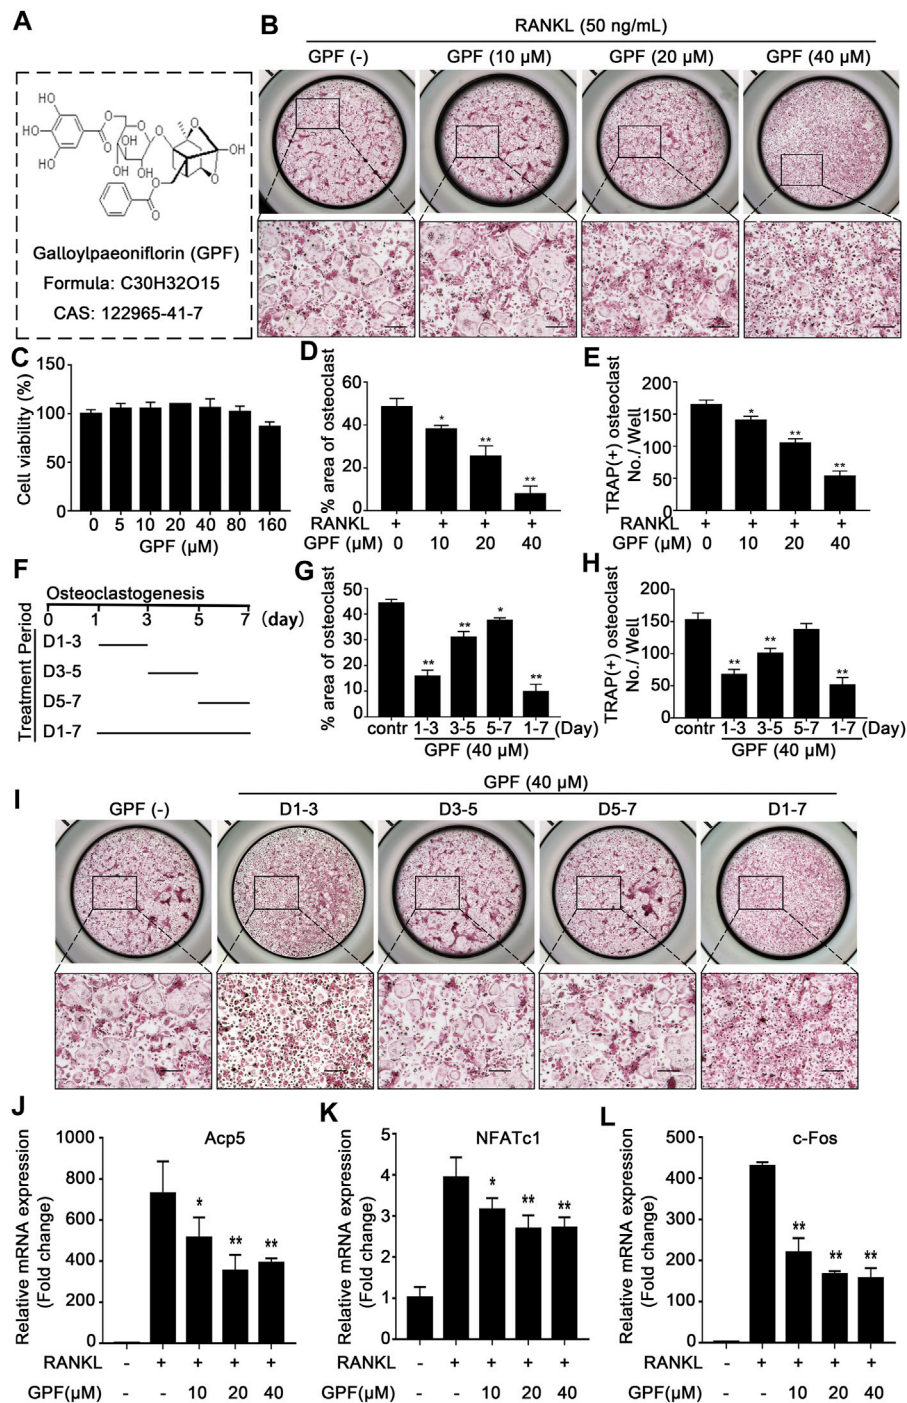 A
HO
HO
HO
O
O
HO
O
OH
OH
OH
O
O
OH
O
O
Galloylpaeoniflorin (GPF)
Formula: C30H32O15
CAS: 122965-41-7
B
RANKL (50 ng/mL)
GPF (-) GPF (10 μM) GPF (20 μM) GPF (40 μM)
C
Cell viability (%)
150
100
50
0
0 5 10 20 40 80 160
GPF (μM)
D
% area of osteoclast
60
40
20
0
* ** **
RANKL + + + +
GPF (μM) 0 10 20 40
E
TRAP(+) osteoclast
No./ Well
200
150
100
50
0
* ** **
RANKL + + + +
GPF (μM) 0 10 20 40
F
Osteoclastogenesis
0 1 3 5 7 (day)
Treatment Period
D1-3
D3-5
D5-7
D1-7
G
% area of osteoclast
50
40
30
20
10
0
** ** * **
contr 1-3 3-5 5-7 1-7 (Day)
GPF (40 μM)
H
TRAP(+) osteoclast
No./ Well
200
150
100
50
0
** ** **
contr 1-3 3-5 5-7 1-7 (Day)
GPF (40 μM)
I
GPF (40 μM)
GPF (-) D1-3 D3-5 D5-7 D1-7
J
Acp5
Relative mRNA expression
(Fold change)
1000
800
600
400
200
0
* ** **
RANKL - + + + +
GPF(μM) - - 10 20 40
K
NFATc1
Relative mRNA expression
(Fold change)
5
4
3
2
1
0
* ** **
RANKL - + + + +
GPF(μM) - - 10 20 40
L
c-Fos
Relative mRNA expression
(Fold change)
500
400
300
200
100
0
** ** **
RANKL - + + + +
GPF(μM) - - 10 20 40